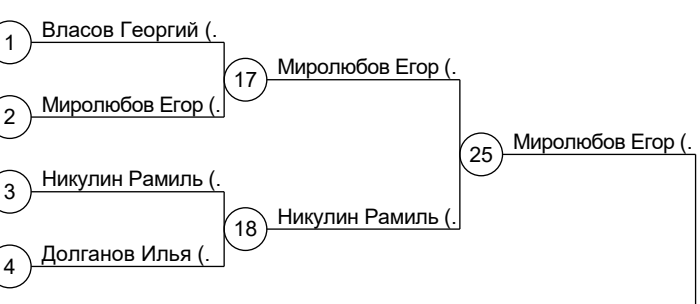 1 Власов Георгий (.
17 Миролюбов Егор (.
2 Миролюбов Егор (.
25 Миролюбов Егор (.
3 Никулин Рамиль (.
18 Никулин Рамиль (.
4 Долганов Илья (.